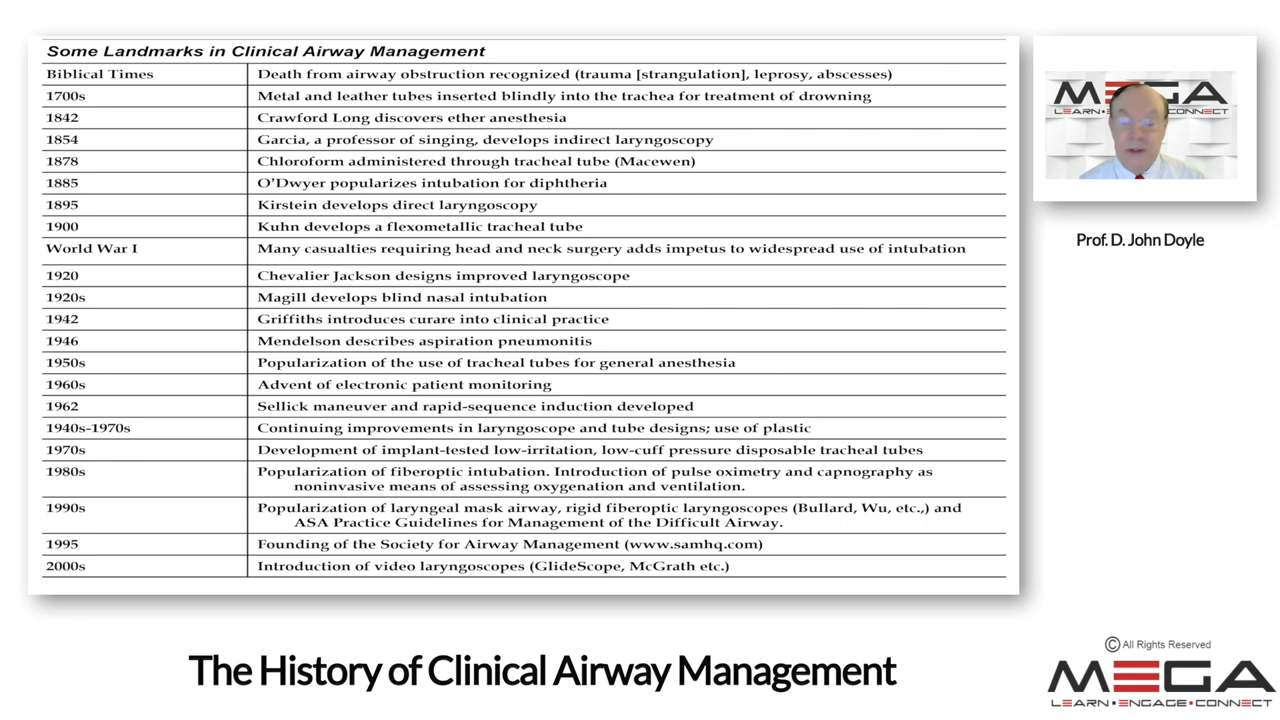 Some Landmarks in Clinical Airway Management
Biblical Times Death from airway obstruction recognized (trauma [strangulation], leprosy, abscesses)
1700s Metal and leather tubes inserted blindly into the trachea for treatment of drowning
1842 Crawford Loug discovers ether anesthesia
1854 Garcia, a professor of singing, develops indirect laryngoscopy
1878 Chloroform administered through tracheal tube (Macewen)
1885 O'Dwyer popularizes intubation for diphtheria
1895 Kirstein develops direct laryngoscopy
1900 Kuhn develops a flexometallic tracheal tube
World War I Many casualties requiring head and neck surgery adds impetus to widespread use of intubation
1920 Chevalier Jackson designs improved laryngoscope
1920s Magill develops blind nasal intubation
1942 Griffiths introduces curare into clinical practice
1946 Mendelson describes aspiration pneumonitis
1950s Popularization of the use of tracheal tubes for general anesthesia
1960s Advent of electronic patient monitoring
1962 Sellick maneuver and rapid-sequence induction developed
1940s-1970s Continuing improvements in laryngoscope and tube designs; use of plastic
1970s Development of implant-tested low-irritation, low-cuff pressure disposable tracheal tubes
1980s Popularization of fiberoptic intubation. Introduction of pulse oximetry and capnography as
noninvasive means of assessing oxygenation and ventilation.
1990s Popularization of laryngeal mask airway, rigid fiberoptic laryngoscopes (Bullard, Wu, etc.,) and
ASA Practice Guidelines for Management of the Difficult Airway.
1995 Founding of the Society for Airway Management (www.samhq.com)
2000s Introduction of video laryngoscopes (GlideScope, McGrath etc.)
MEGA
LEARN CONNECT
Prof. D. John Doyle
The History of Clinical Airway Management
© All Rights Reserved
MEGA
LEARN • ENGAGE • CONNECT